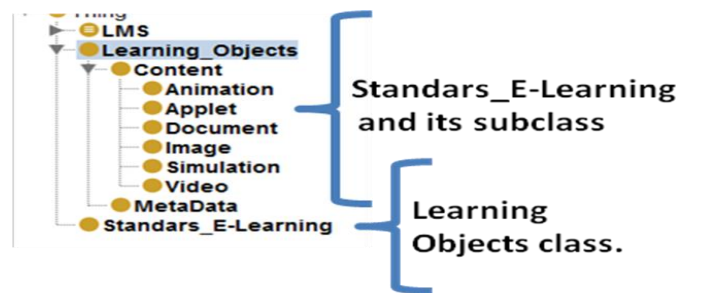 Thing
LMS
Learning_Objects
Content
Animation
Applet
Document
Image
Simulation
Video
MetaData
Standars_E-Learning
Standars_E-Learning
and its subclass
Learning
Objects class.